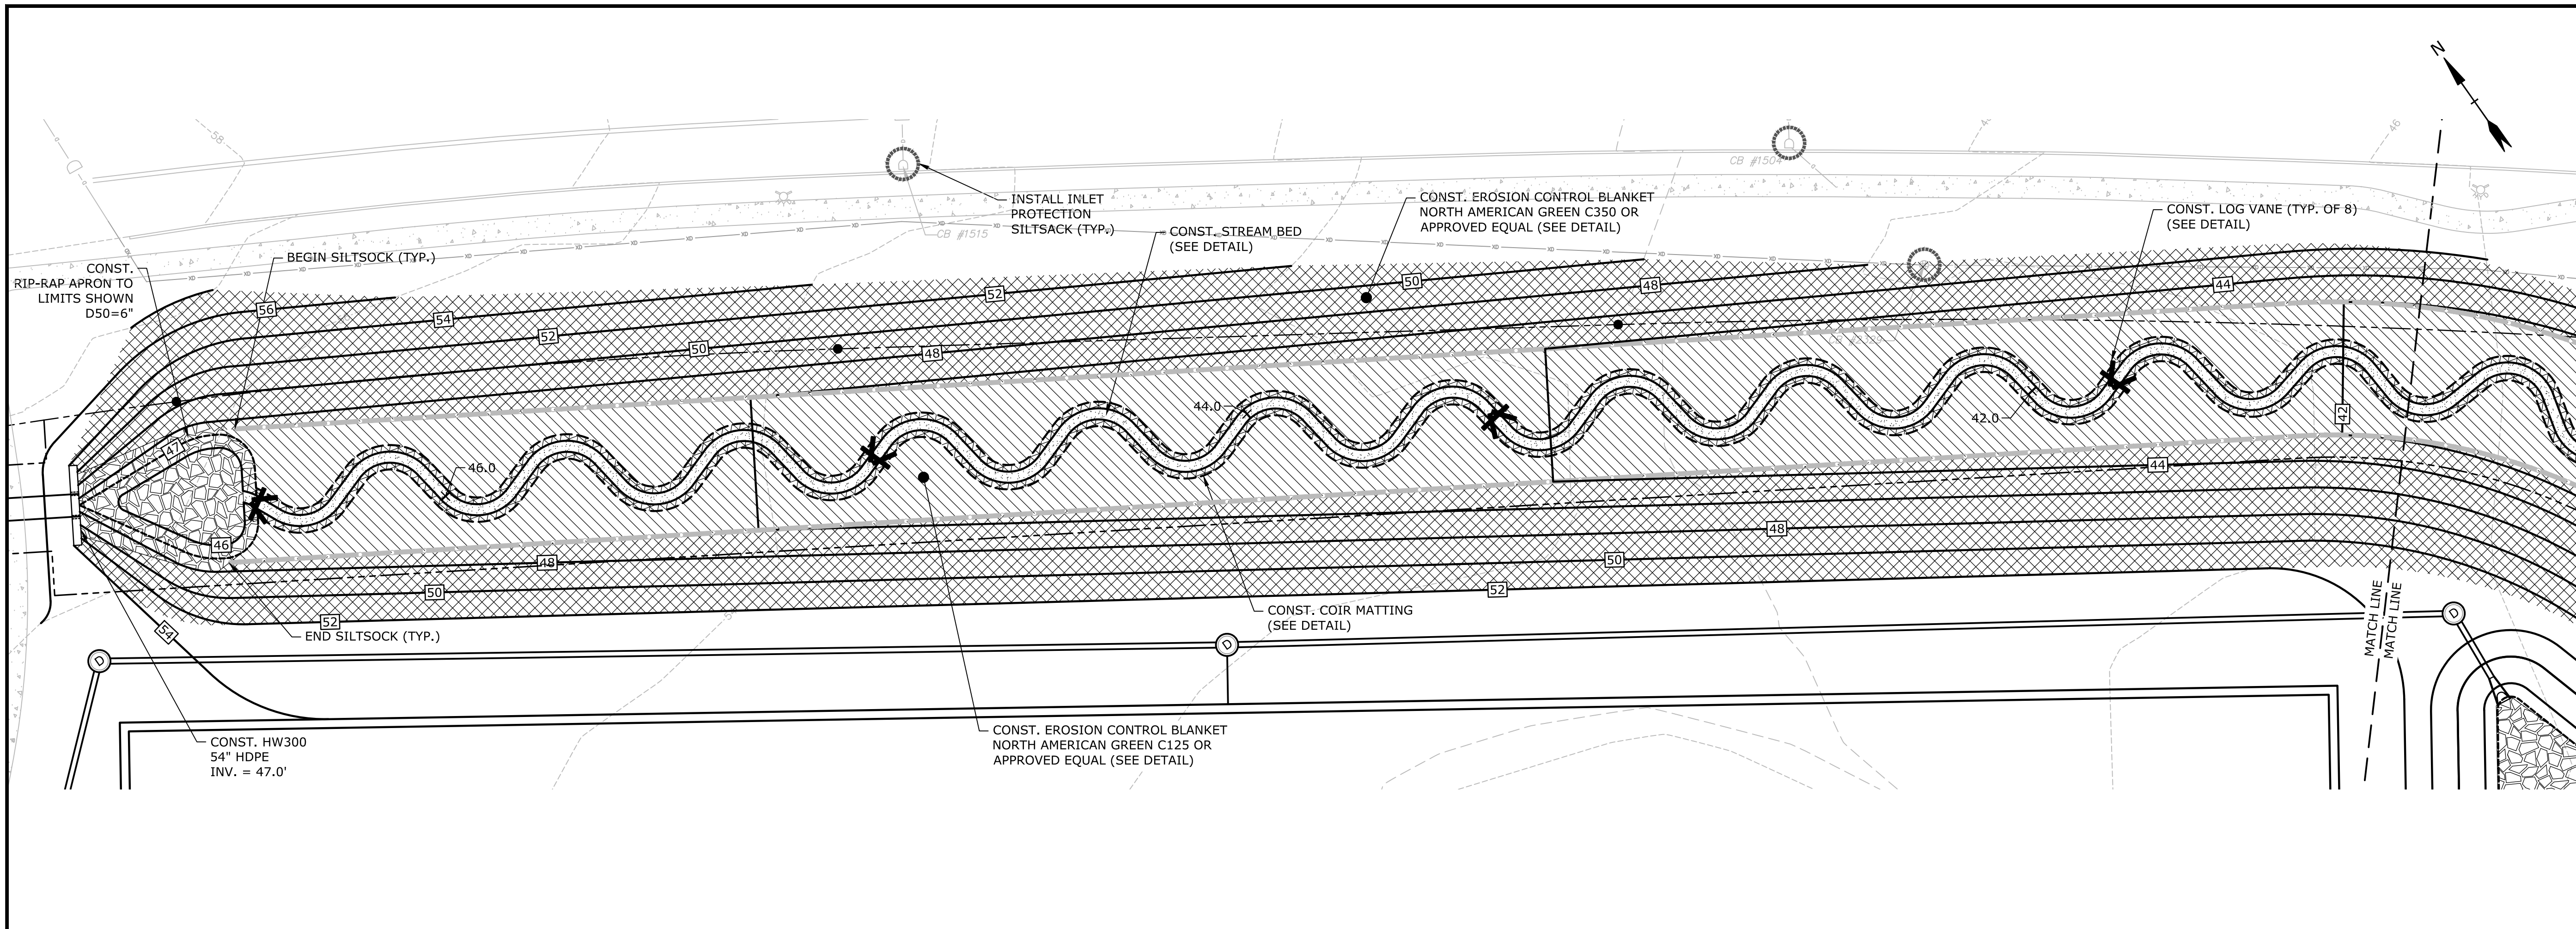 N
58
46
CB #1504
INSTALL INLET
PROTECTION
SILTSACK (TYP.)
CB #1515
CONST. STREAM BED
(SEE DETAIL)
CONST. EROSION CONTROL BLANKET
NORTH AMERICAN GREEN C350 OR
APPROVED EQUAL (SEE DETAIL)
CONST. LOG VANE (TYP. OF 8)
(SEE DETAIL)
BEGIN SILTSOCK (TYP.)
CONST.
RIP-RAP APRON TO
LIMITS SHOWN
D50=6"
56
54
52
50
52
48
50
48
44
44.0
42.0
42
47
46.0
46
44
48
48
50
50
52
52
54
END SILTSOCK (TYP.)
CONST. COIR MATTING
(SEE DETAIL)
MATCH LINE
MATCH LINE
D
D
D
CONST. HW300
54" HDPE
INV. = 47.0'
CONST. EROSION CONTROL BLANKET
NORTH AMERICAN GREEN C125 OR
APPROVED EQUAL (SEE DETAIL)